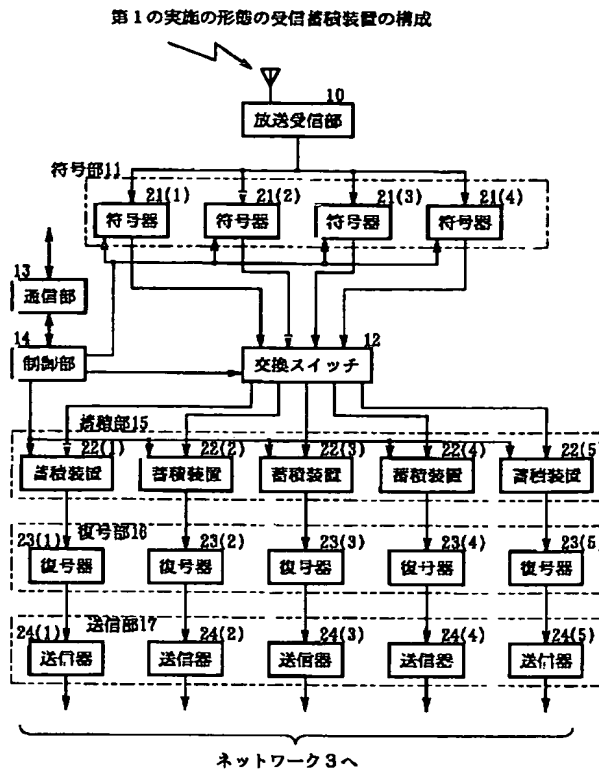 第1の実施の形態の受信蓄積装置の構成
10
放送受信部
符号部11
21(1) 21(2) 21(3) 21(4)
符号器 符号器 符号器 符号器
13
通信部
14 12
制御部 交換スイッチ
蓄積部15
22(1) 22(2) 22(3) 22(4) 22(5)
蓄積装置 蓄積装置 蓄積装置 蓄積装置 蓄積装置
復号部16
23(1) 23(2) 23(3) 23(4) 23(5)
復号器 復号器 復号器 復号器 復号器
送信部17
24(1) 24(2) 24(3) 24(4) 24(5)
送信器 送信器 送信器 送信器 送信器
ネットワーク3へ